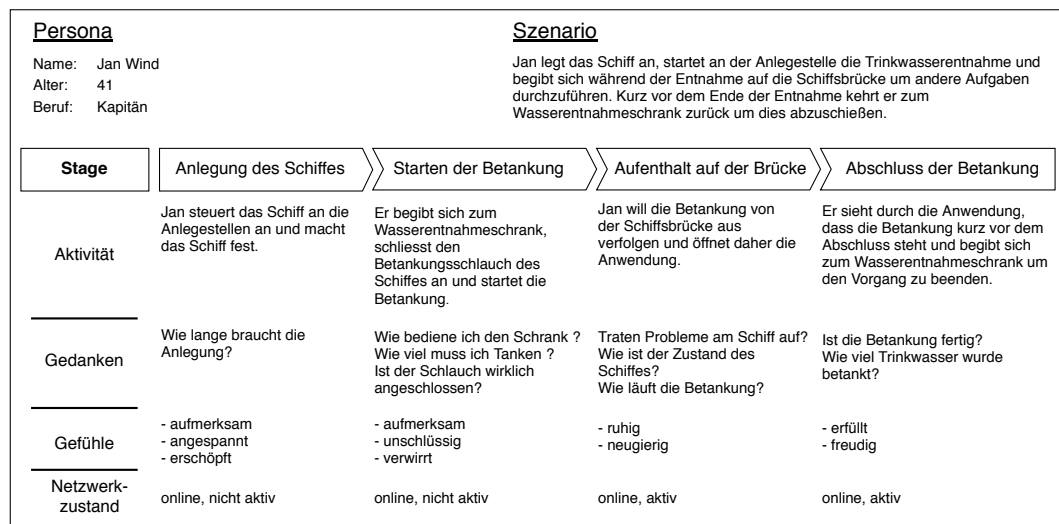 Persona
Name: Jan Wind
Alter: 41
Beruf: Kapitän
Szenario
Jan legt das Schiff an, startet an der Anlegestelle die Trinkwasserentnahme und
begibt sich während der Entnahme auf die Schiffsbrücke um andere Aufgaben
durchzuführen. Kurz vor dem Ende der Entnahme kehrt er zum
Wasserentnahmeschrank zurück um dies abzuschießen.
Stage
Anlegung des Schiffes
Starten der Betankung
Aufenthalt auf der Brücke
Abschluss der Betankung
Aktivität
Jan steuert das Schiff an die
Anlegestellen an und macht
das Schiff fest.
Er begibt sich zum
Wasserentnahmeschrank,
schliesst den
Betankungsschlauch des
Schiffes an und startet die
Betankung.
Jan will die Betankung von
der Schiffsbrücke aus
verfolgen und öffnet daher die
Anwendung.
Er sieht durch die Anwendung,
dass die Betankung kurz vor dem
Abschluss steht und begibt sich
zum Wasserentnahmeschrank um
den Vorgang zu beenden.
Gedanken
Wie lange braucht die
Anlegung?
Wie bediene ich den Schrank ?
Wie viel muss ich Tanken ?
Ist der Schlauch wirklich
angeschlossen?
Traten Probleme am Schiff auf?
Wie ist der Zustand des
Schiffes?
Wie läuft die Betankung?
Ist die Betankung fertig?
Wie viel Trinkwasser wurde
betankt?
Gefühle
- aufmerksam
- angespannt
- erschöpft
- aufmerksam
- unschlüssig
- verwirrt
- ruhig
- neugierig
- erfüllt
- freudig
Netzwerk-
zustand
online, nicht aktiv
online, nicht aktiv
online, aktiv
online, aktiv